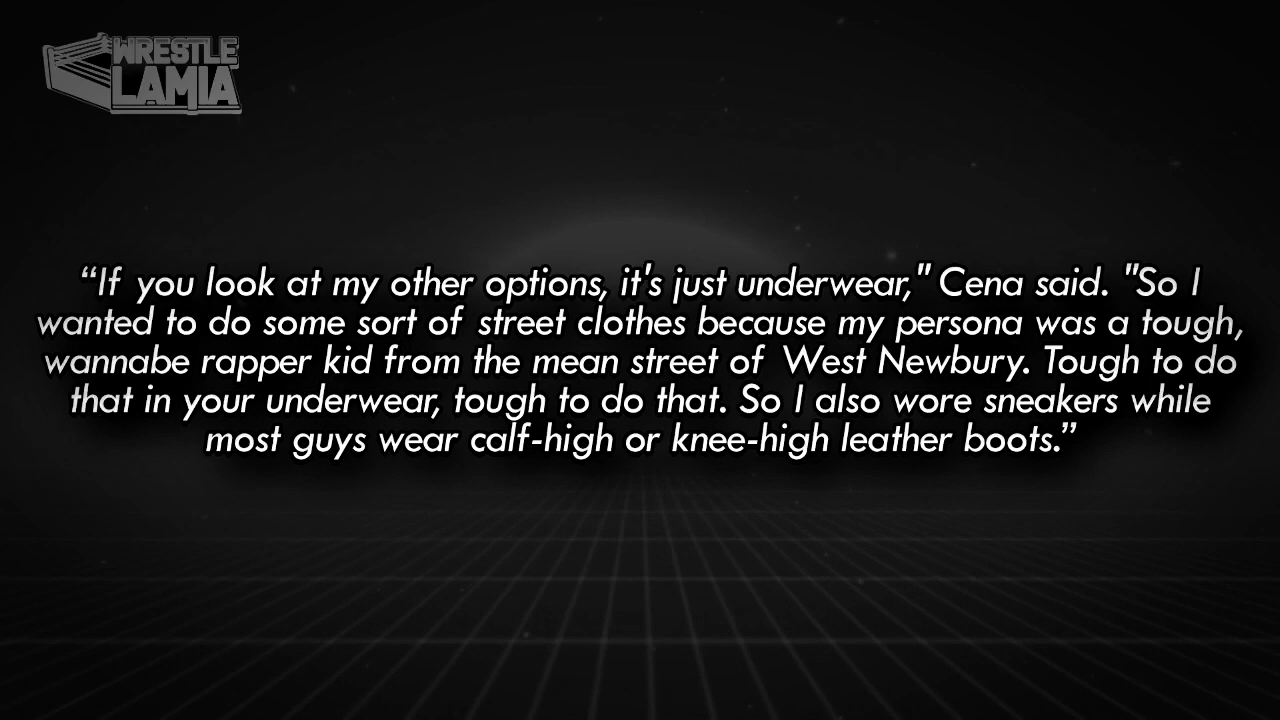 WRESTLE
LAMIA
“If you look at my other options, it's just underwear," Cena said. "So I
wanted to do some sort of street clothes because my persona was a tough,
wannabe rapper kid from the mean street of West Newbury. Tough to do
that in your underwear, tough to do that. So I also wore sneakers while
most guys wear calf-high or knee-high leather boots.”